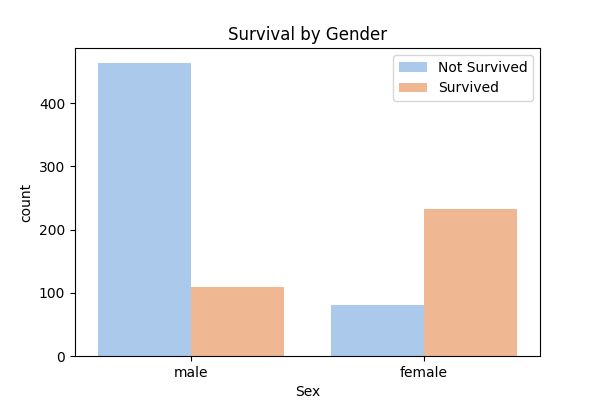 Survival by Gender
Not Survived
Survived
400
300
200
100
0
count
male
female
Sex